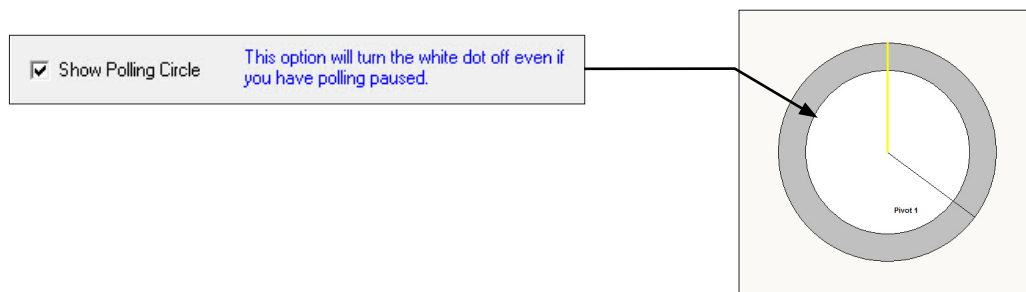 Show Polling Circle
This option will turn the white dot off even if
you have polling paused.
Pivot 1